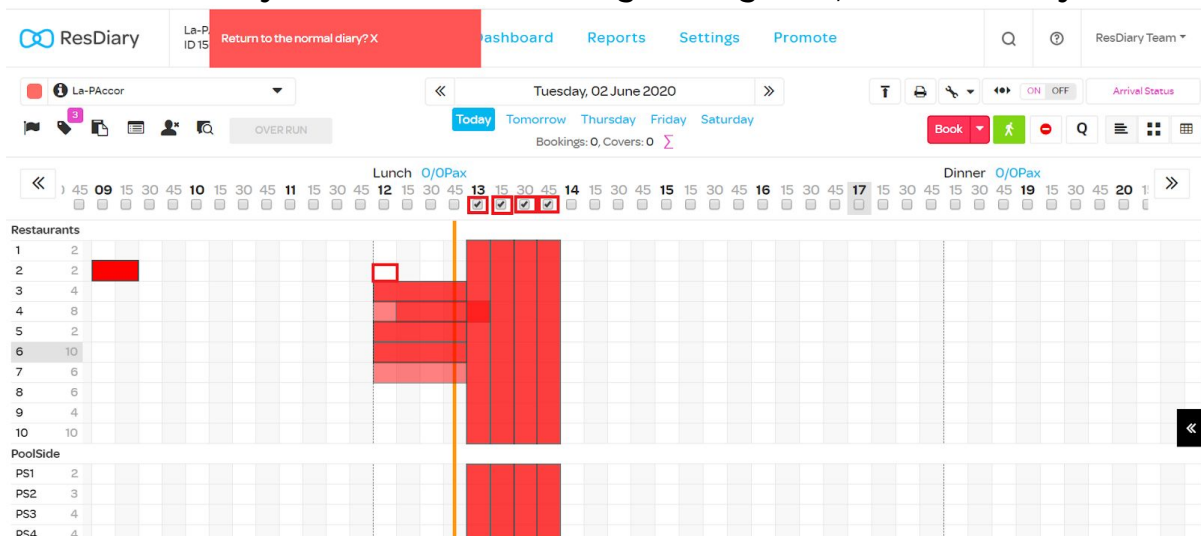 ResDiary
La-P
ID 15
Return to the normal diary? X
Dashboard Reports Settings Promote
ResDiary Team
La-PAccor
Tuesday, 02 June 2020
ON OFF
Arrival Status
3
OVER RUN
Today Tomorrow Thursday Friday Saturday
Bookings: 0, Covers: 0 Σ
Book
Q
Lunch 0/0Pax Dinner 0/0Pax
45 09 15 30 45 10 15 30 45 11 15 30 45 12 15 30 45 13 15 30 45 14 15 30 45 15 15 30 45 16 15 30 45 17 15 30 45 15 30 45 19 15 30 45 20
Restaurants
1 2
2 2
3 4
4 8
5 2
6 10
7 6
8 6
9 4
10 10
PoolSide
PS1 2
PS2 3
PS3 4
PS4 4